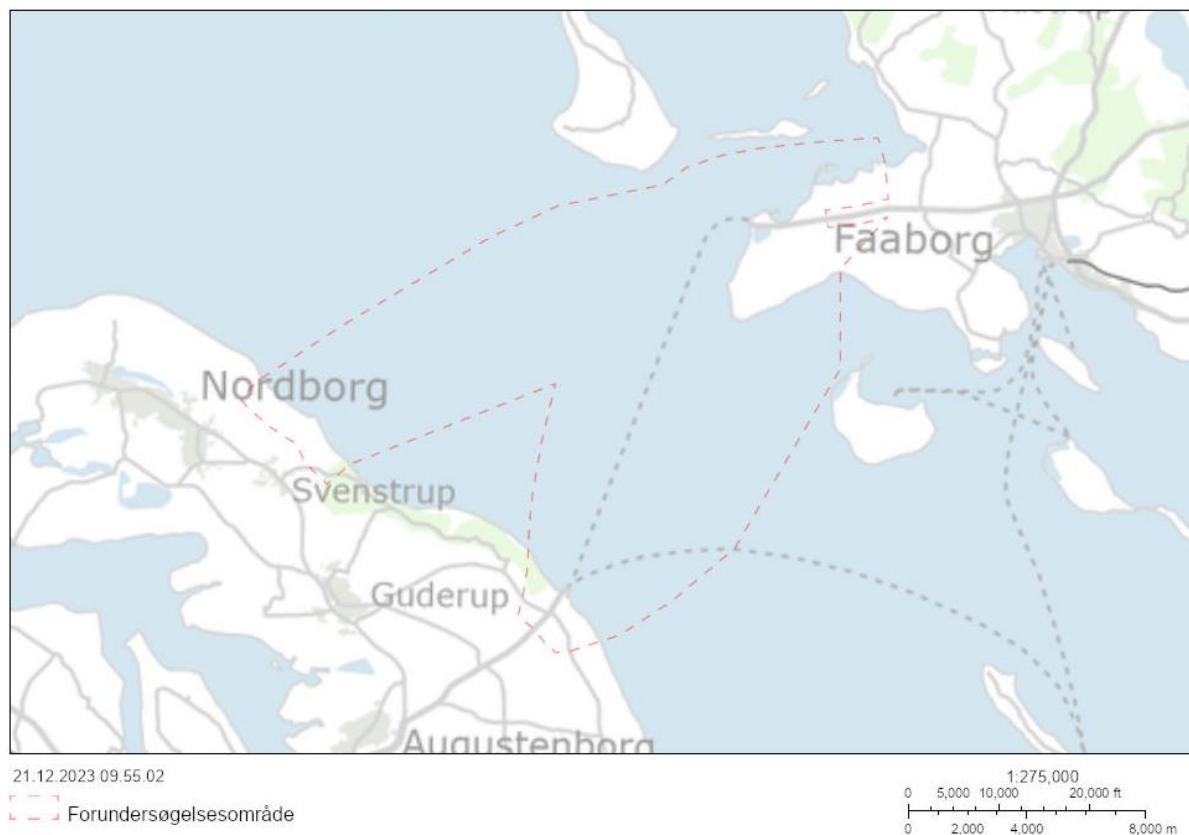 Faaborg
Nordborg
Svenstrup
Guderup
Augustenborg
21.12.2023 09.55.02
Forundersøgelsesområde
1:275,000
0 5,000 10,000 20,000 ft
0 2,000 4,000 8,000 m